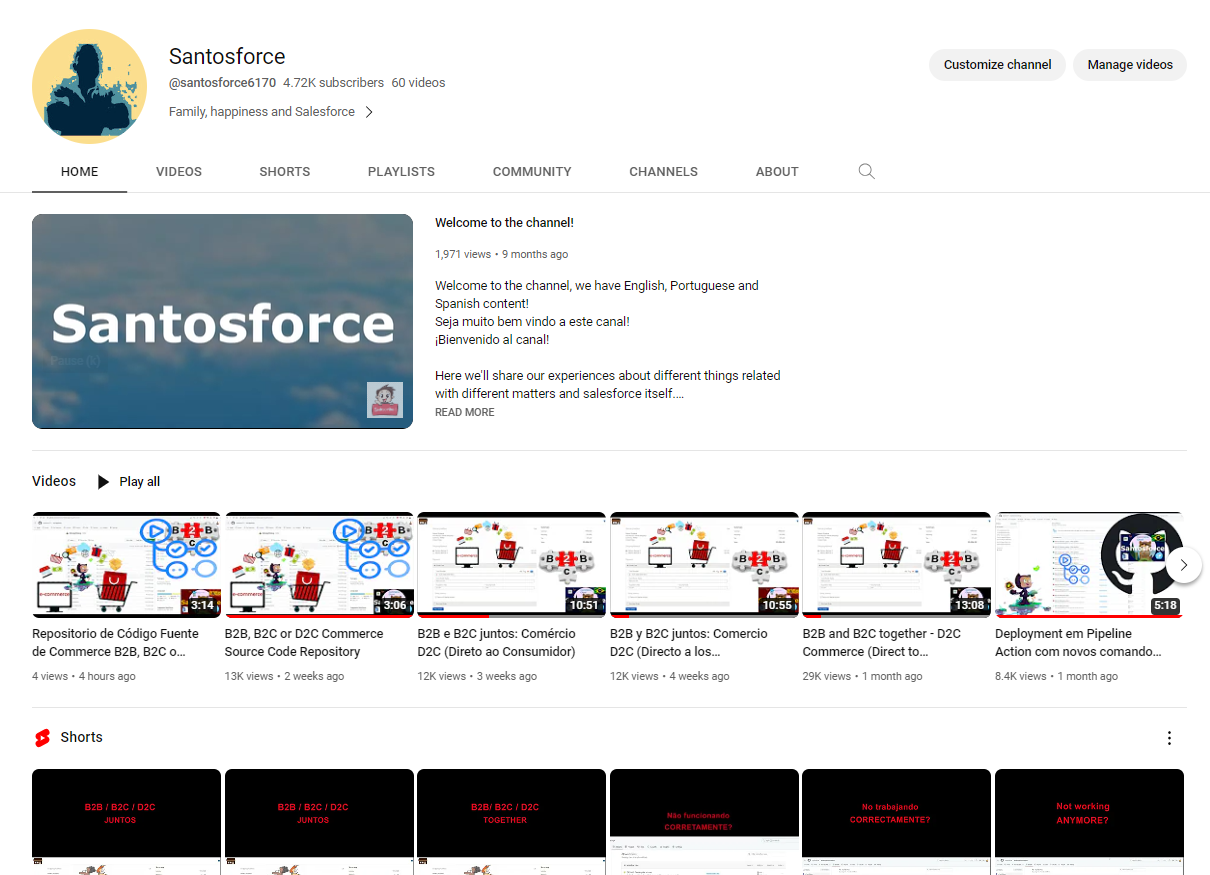 Santosforce
@santosforce6170 4.72K subscribers 60 videos
Family, happiness and Salesforce
Customize channel
Manage videos
HOME
VIDEOS
SHORTS
PLAYLISTS
COMMUNITY
CHANNELS
ABOUT
Santosforce
Welcome to the channel!
1,971 views • 9 months ago
Welcome to the channel, we have English, Portuguese and
Spanish content!
Seja muito bem vindo a este canal!
¡Bienvenido al canal!
Here we'll share our experiences about different things related
with different matters and salesforce itself....
READ MORE
Videos
Play all
3:14
3:06
10:51
10:55
13:08
5:18
Repositorio de Código Fuente
de Commerce B2B, B2C o...
4 views • 4 hours ago
B2B, B2C or D2C Commerce
Source Code Repository
13K views • 2 weeks ago
B2B e B2C juntos: Comércio
D2C (Direto ao Consumidor)
12K views • 3 weeks ago
B2B y B2C juntos: Comercio
D2C (Directo a los...
12K views • 4 weeks ago
B2B and B2C together - D2C
Commerce (Direct to...
29K views • 1 month ago
Deployment em Pipeline
Action com novos comando...
8.4K views • 1 month ago
Shorts
B2B / B2C / D2C
JUNTOS
B2B / B2C / D2C
JUNTOS
B2B/ B2C / D2C
TOGETHER
Não funcionando
CORRETAMENTE?
No trabajando
CORRECTAMENTE?
Not working
ANYMORE?